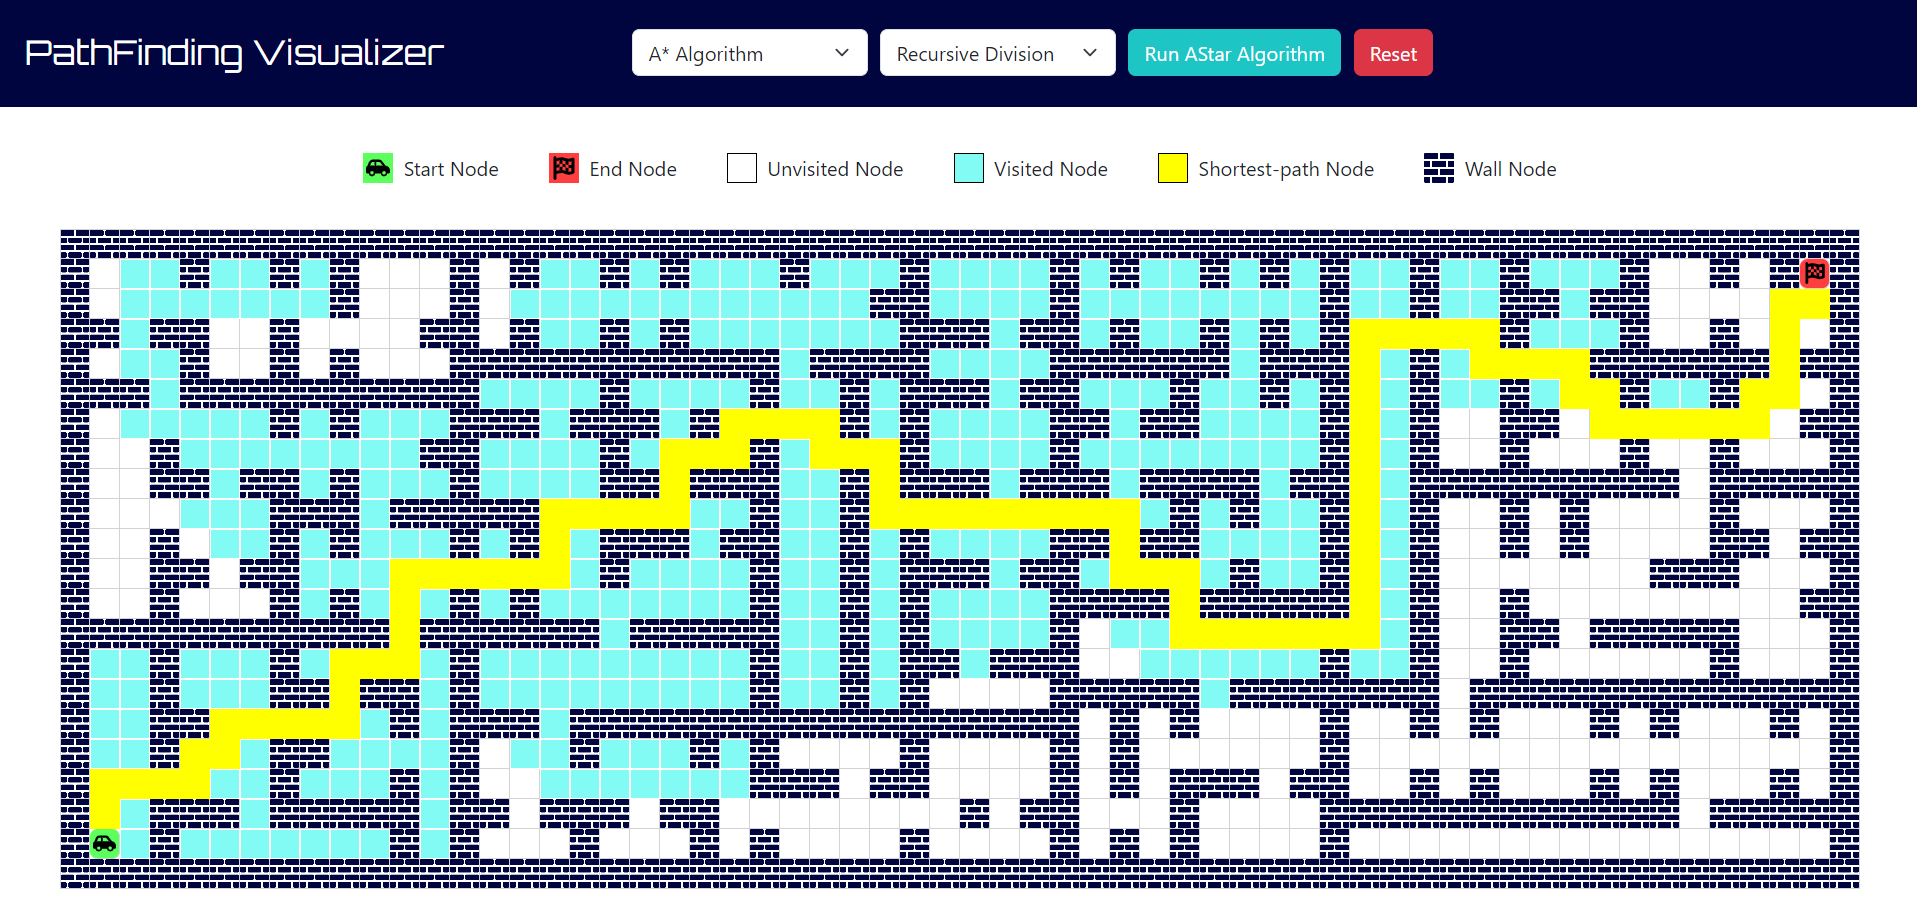 PathFinding Visualizer
A* Algorithm
Recursive Division
Run AStar Algorithm
Reset
Start Node
End Node
Unvisited Node
Visited Node
Shortest-path Node
Wall Node